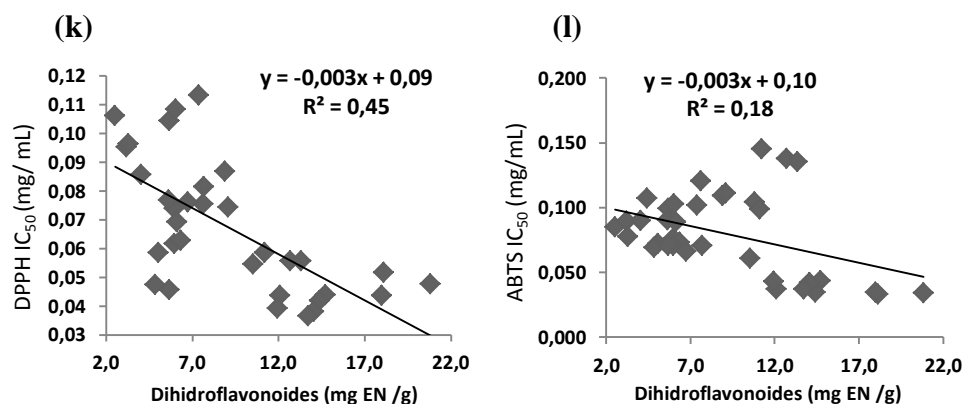 (k)
y = -0,003x + 0,09
R² = 0,45
DPPH IC₅₀ (mg/ mL)
0,12
0,11
0,10
0,09
0,08
0,07
0,06
0,05
0,04
0,03
2,0 7,0 12,0 17,0 22,0
Dihidroflavonoides (mg EN /g)
(l)
y = -0,003x + 0,10
R² = 0,18
ABTS IC₅₀ (mg/mL)
0,200
0,150
0,100
0,050
0,000
2,0 7,0 12,0 17,0 22,0
Dihidroflavonoides (mg EN /g)